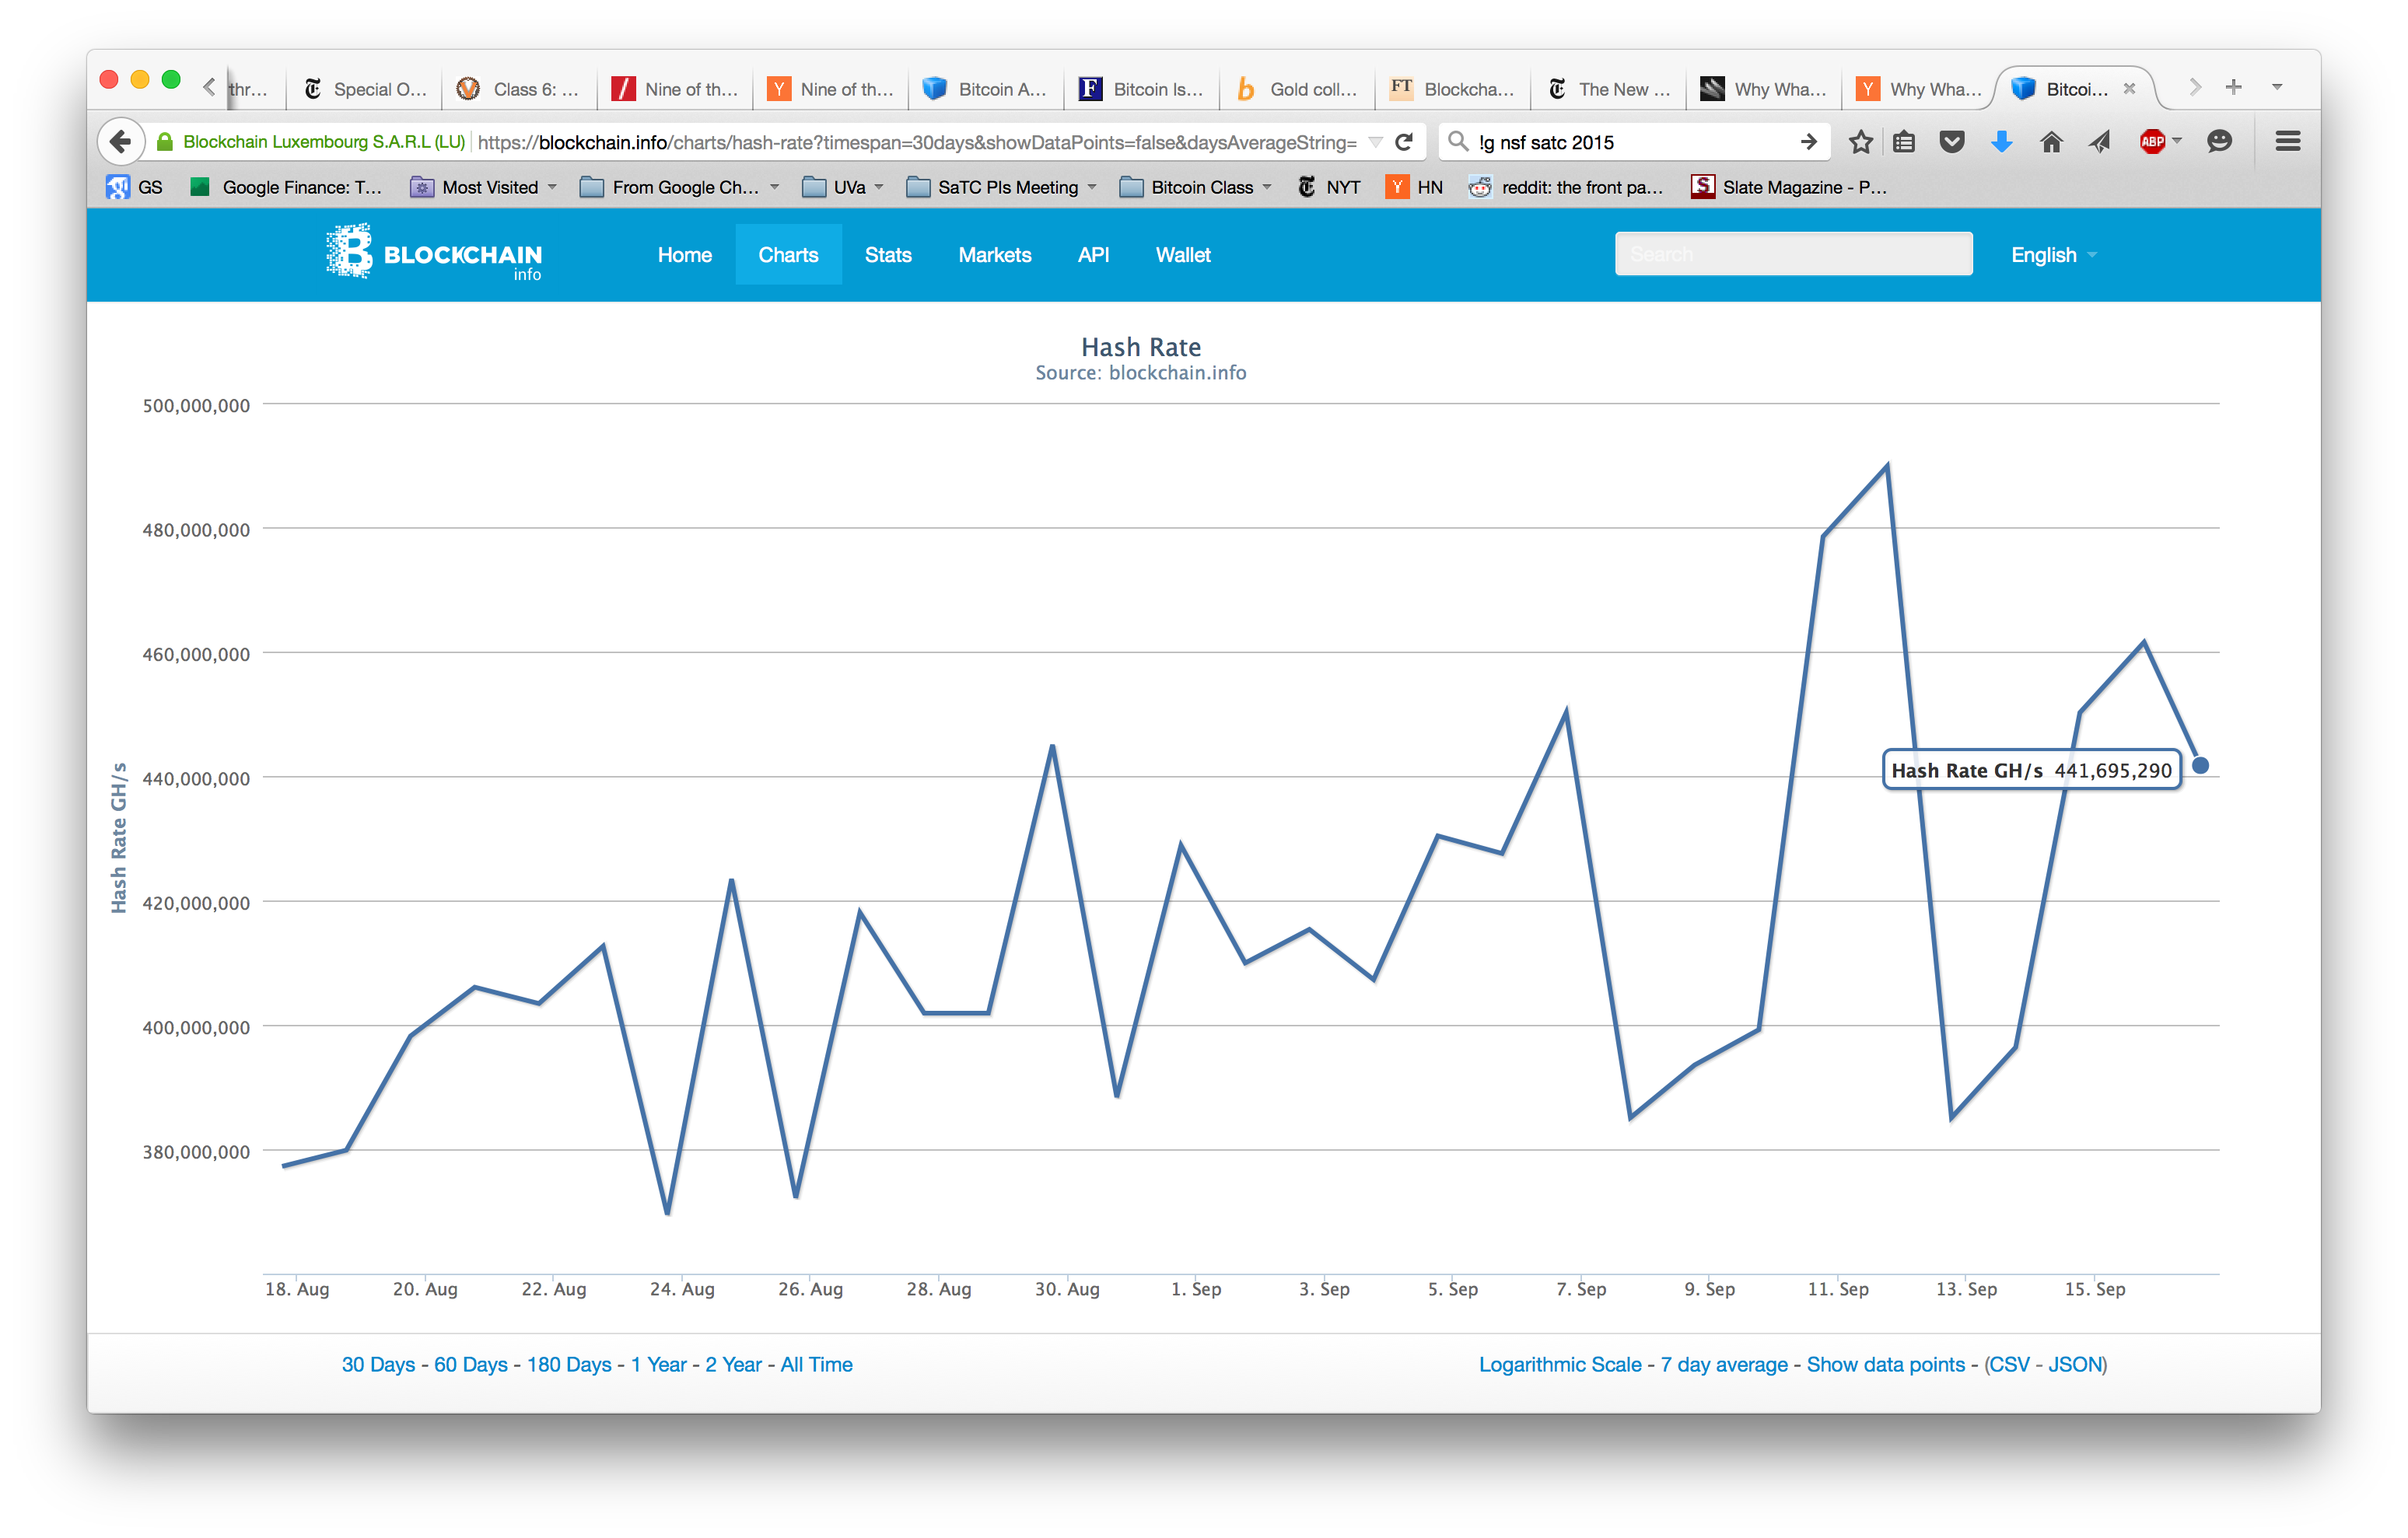 thr... Special O... Class 6: ... Nine of th... Y Nine of th... Bitcoin A... F Bitcoin Is... b Gold coll... FT Blockcha... The New ... Why Wha... Y Why Wha... Bitcoi...
Blockchain Luxembourg S.A.R.L (LU) https://blockchain.info/charts/hash-rate?timespan=30days&showDataPoints=false&daysAverageString= !g nsf satc 2015 ABP
GS Google Finance: T... Most Visited From Google Ch... UVa SaTC PIs Meeting Bitcoin Class NYT Y HN reddit: the front pa... S Slate Magazine - P...
BLOCKCHAIN
info
Home Charts Stats Markets API Wallet Search English
Hash Rate
Source: blockchain.info
Hash Rate GH/s
500,000,000
480,000,000
460,000,000
440,000,000
420,000,000
400,000,000
380,000,000
Hash Rate GH/s 441,695,290
18. Aug 20. Aug 22. Aug 24. Aug 26. Aug 28. Aug 30. Aug 1. Sep 3. Sep 5. Sep 7. Sep 9. Sep 11. Sep 13. Sep 15. Sep
30 Days - 60 Days - 180 Days - 1 Year - 2 Year - All Time
Logarithmic Scale - 7 day average - Show data points - (CSV - JSON)